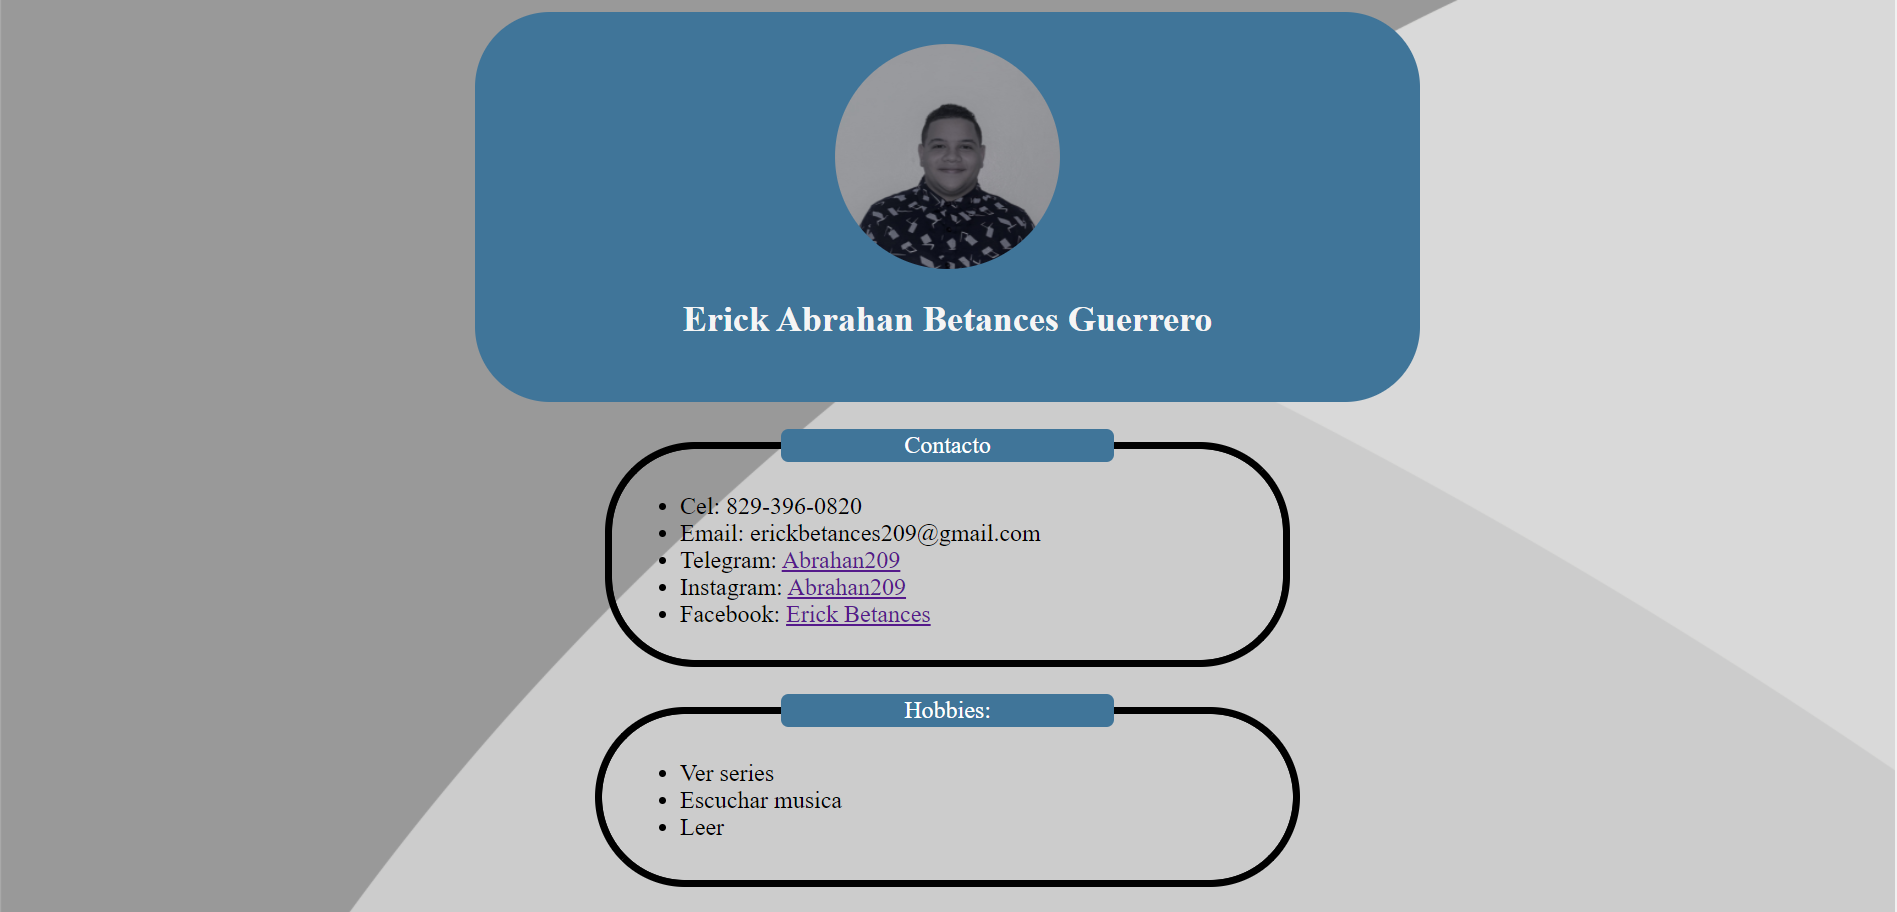 Erick Abrahan Betances Guerrero
Contacto
Cel: 829-396-0820
Email: erickbetances209@gmail.com
Telegram: Abrahan209
Instagram: Abrahan209
Facebook: Erick Betances
Hobbies:
Ver series
Escuchar musica
Leer